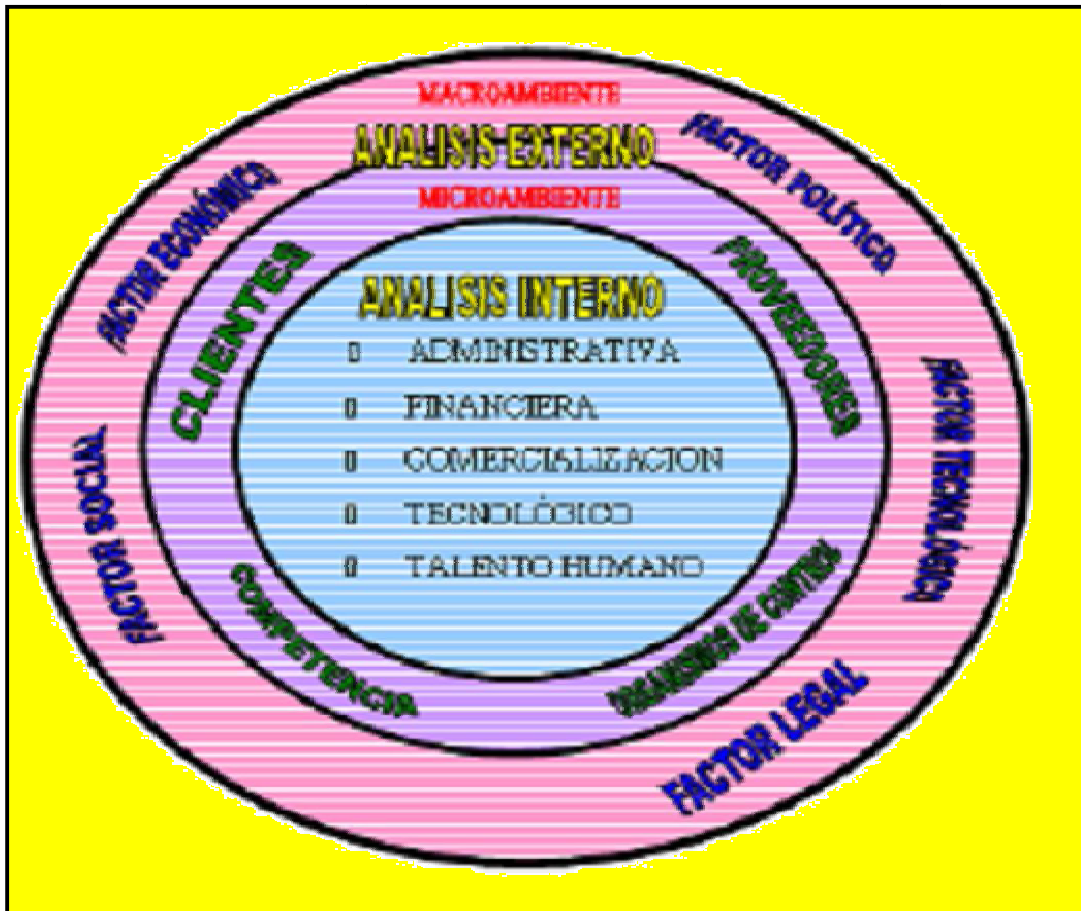 MACROAMBIENTE
ANALISIS EXTERNO
MICROAMBIENTE
FACTOR ECONÓMICO
FACTOR POLÍTICO
CLIENTES
PROVEEDORES
ANALISIS INTERNO
ADMINISTRATIVA
FINANCIERA
COMERCIALIZACION
TECNOLÓGICO
TALENTO HUMANO
FACTOR SOCIAL
FACTOR TECNOLÓGICO
COMPETENCIA
ORGANISMOS DE CONTROL
FACTOR LEGAL